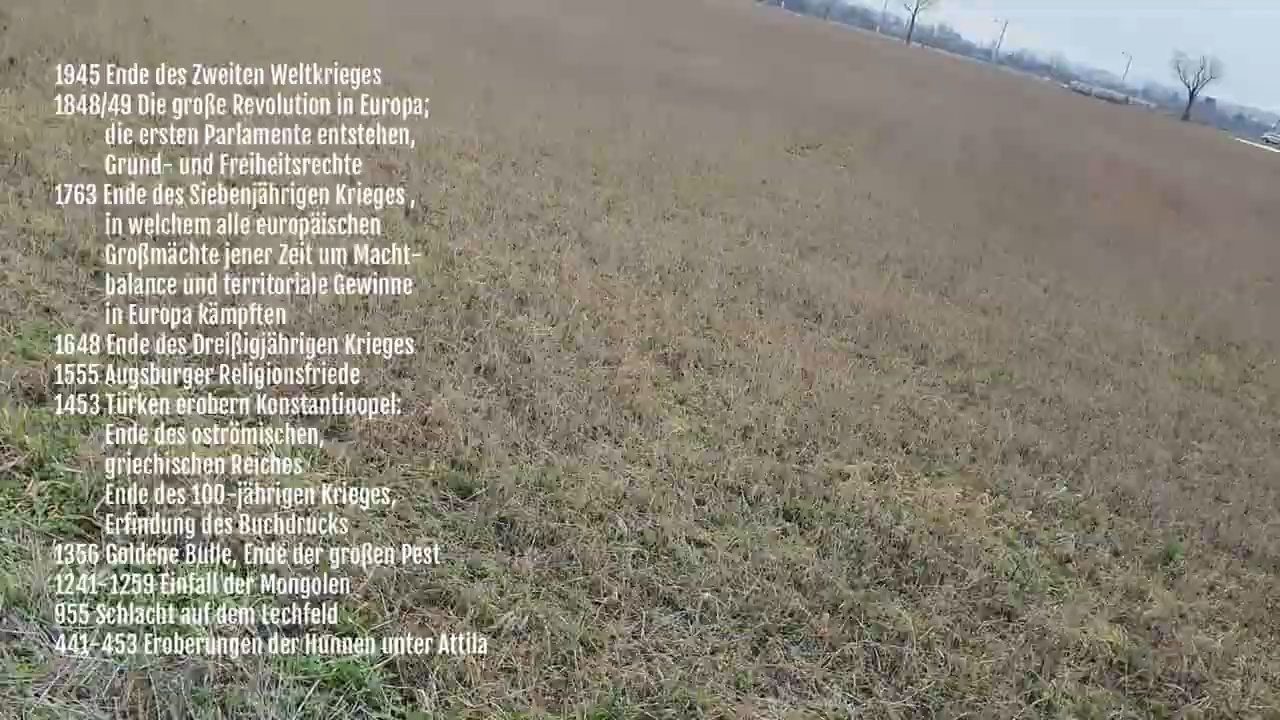 1945 Ende des Zweiten Weltkrieges
1848/49 Die große Revolution in Europa;
die ersten Parlamente entstehen,
Grund- und Freiheitsrechte
1763 Ende des Siebenjährigen Krieges ,
in welchem alle europäischen
Großmächte jener Zeit um Macht-
balance und territoriale Gewinne
in Europa kämpften
1648 Ende des Dreißigjährigen Krieges
1555 Augsburger Religionsfriede
1453 Türken erobern Konstantinopel:
Ende des oströmischen,
griechischen Reiches
Ende des 100-jährigen Krieges,
Erfindung des Buchdrucks
1356 Goldene Bulle, Ende der großen Pest
1241-1259 Einfall der Mongolen
955 Schlacht auf dem Lechfeld
441-453 Eroberungen der Hunnen unter Attila